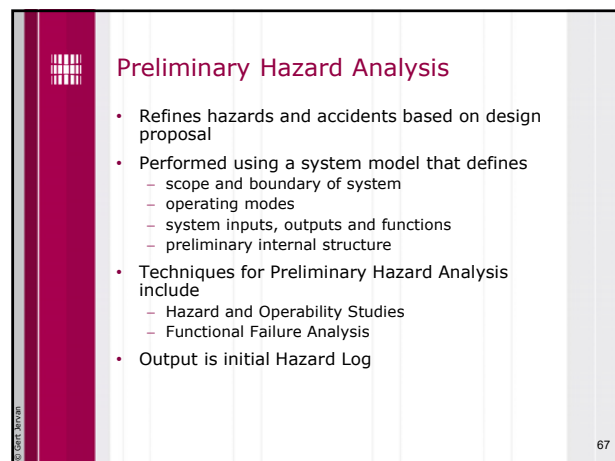 Preliminary Hazard Analysis
• Refines hazards and accidents based on design
proposal
• Performed using a system model that defines
– scope and boundary of system
– operating modes
– system inputs, outputs and functions
– preliminary internal structure
• Techniques for Preliminary Hazard Analysis
include
– Hazard and Operability Studies
– Functional Failure Analysis
• Output is initial Hazard Log
© Gert Jervan
67